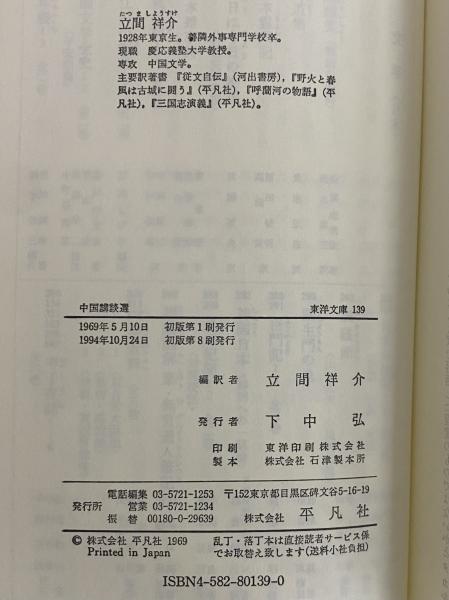 たつ ま しょうすけ
立間 祥介
1928年東京生。善隣外事専門学校卒。
現職 慶応義塾大学教授。
専攻 中国文学。
主要訳著書 『従文自伝』(河出書房),『野火と春
風は古城に闘う』(平凡社),『呼蘭河の物語』(平
凡社),『三国志演義』(平凡社)。
中国講談選 東洋文庫 139
1969年5月10日 初版第1刷発行
1994年10月24日 初版第8刷発行
編訳者 立間祥介
発行者 下中弘
印刷 東洋印刷株式会社
製本 株式会社 石津製本所
電話編集 03-5721-1253 〒152東京都目黒区碑文谷5-16-19
発行所 営業 03-5721-1234
振替 00180-0-29639 株式会社 平凡社
© 株式会社 平凡社 1969 乱丁・落丁本は直接読者サービス係
Printed in Japan でお取替え致します(送料小社負担)
ISBN4-582-80139-0